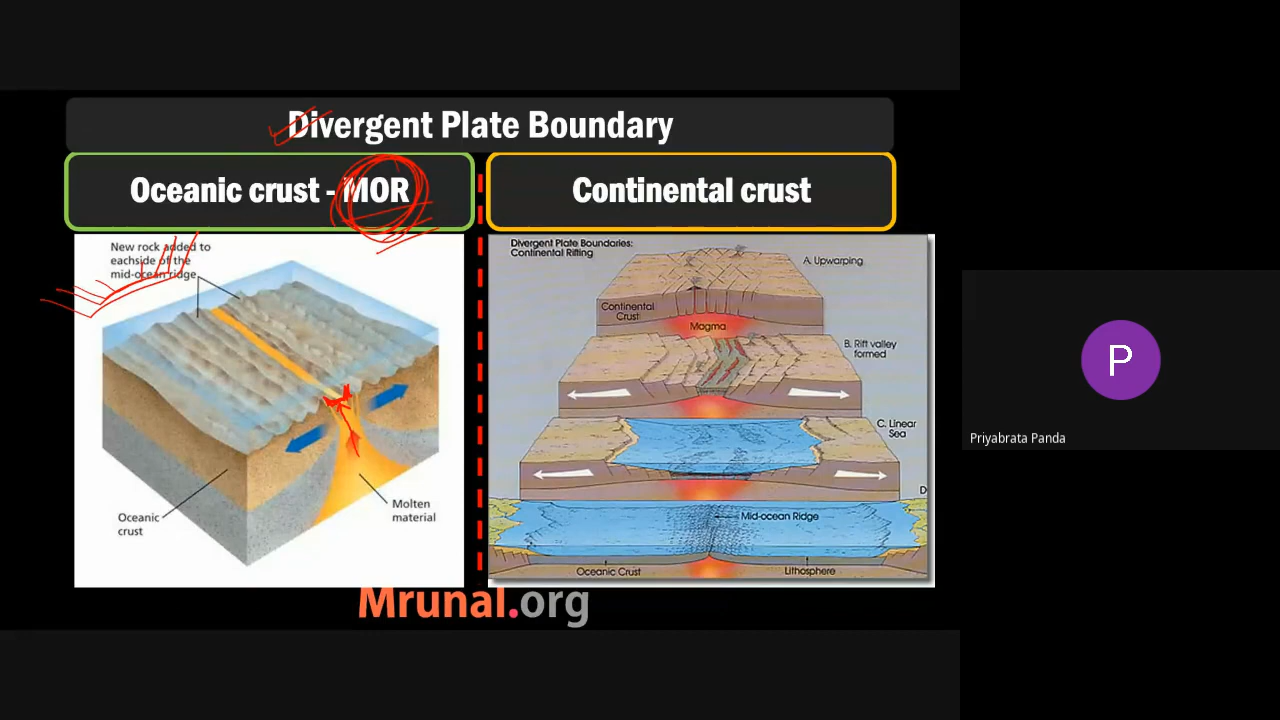 Divergent Plate Boundary
Oceanic crust - MOR
Continental crust
New rock added to
eachside of the
mid-ocean ridge
Oceanic
crust
Molten
material
Divergent Plate Boundaries:
Continental Rifting
A. Upwarping
Continental
Crust
Magma
B. Rift valley
formed
C. Linear
Sea
D
Mid-ocean Ridge
Oceanic Crust
Lithosphere
Mrunal.org
P
Priyabrata Panda